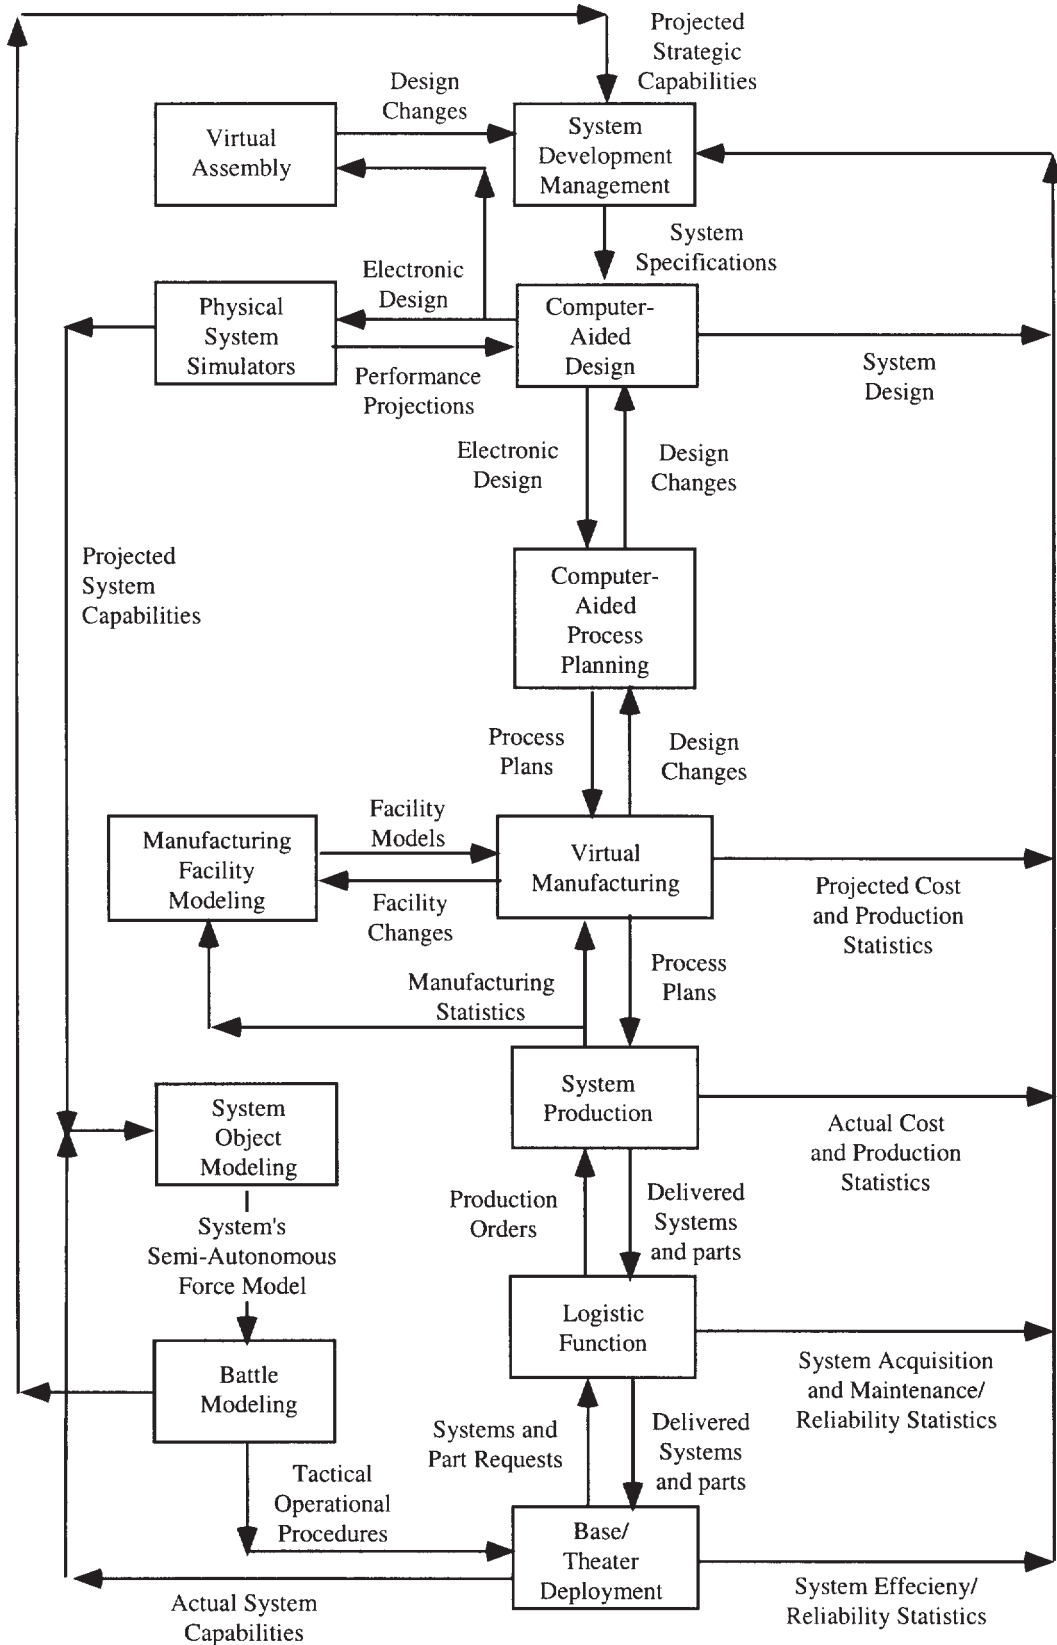 Projected
Strategic
Capabilities
Design
Changes
Virtual
Assembly
System
Development
Management
System
Specifications
Electronic
Design
Physical
System
Simulators
Computer-
Aided
Design
Performance
Projections
System
Design
Electronic
Design
Design
Changes
Projected
System
Capabilities
Computer-
Aided
Process
Planning
Process
Plans
Design
Changes
Facility
Models
Manufacturing
Facility
Modeling
Virtual
Manufacturing
Facility
Changes
Projected Cost
and Production
Statistics
Manufacturing
Statistics
Process
Plans
System
Production
System
Object
Modeling
Actual Cost
and Production
Statistics
Production
Orders
Delivered
Systems
and parts
System's
Semi-Autonomous
Force Model
Logistic
Function
Battle
Modeling
System Acquisition
and Maintenance/
Reliability Statistics
Systems and
Part Requests
Delivered
Systems
and parts
Tactical
Operational
Procedures
Base/
Theater
Deployment
Actual System
Capabilities
System Effecieny/
Reliability Statistics